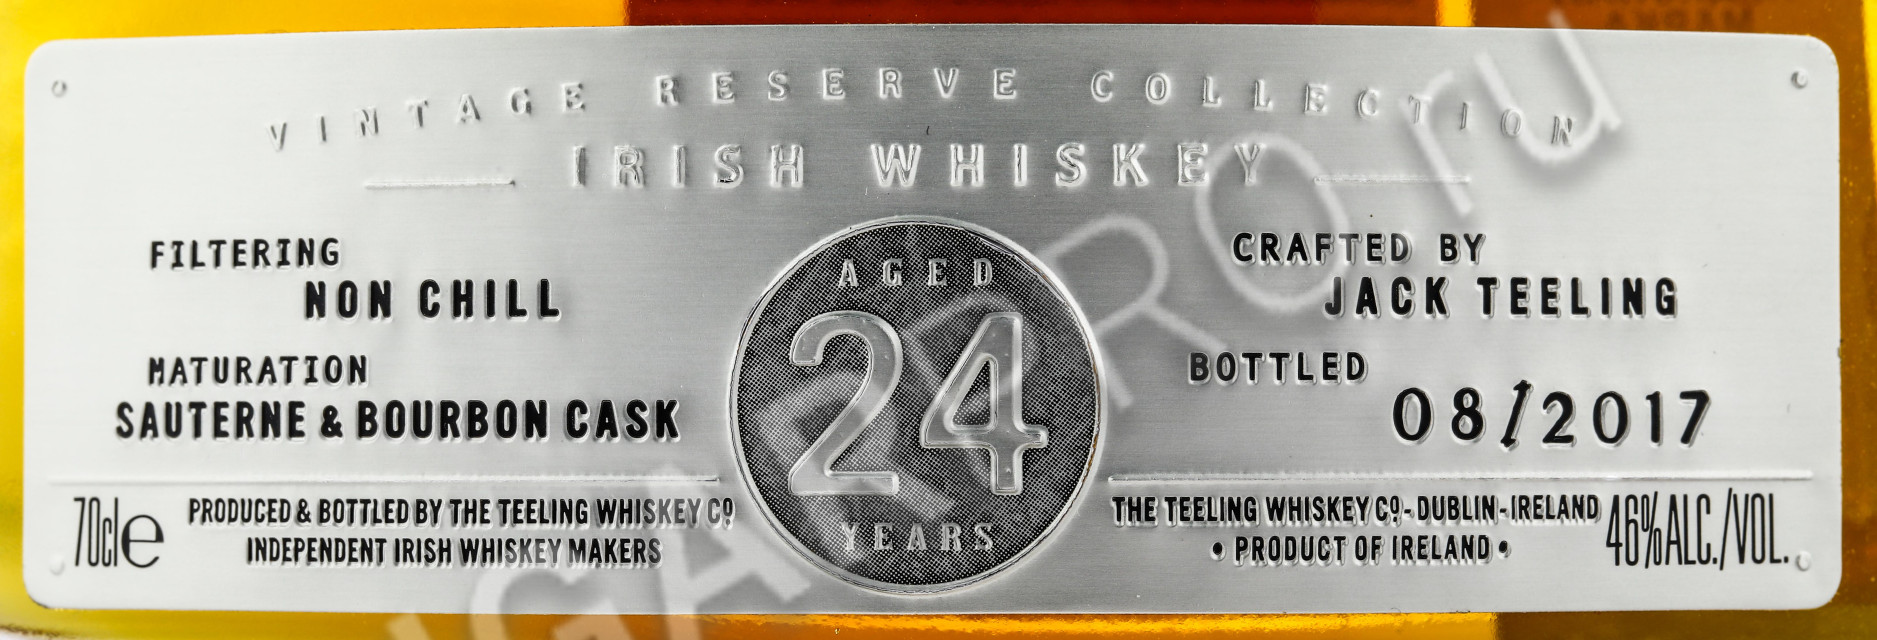 VINTAGE RESERVE COLLECTION
IRISH WHISKEY
FILTERING
NON CHILL
MATURATION
SAUTERNE & BOURBON CASK
AGED
24
YEARS
CRAFTED BY
JACK TEELING
BOTTLED
08/2017
70cl e
PRODUCED & BOTTLED BY THE TEELING WHISKEY Cº
INDEPENDENT IRISH WHISKEY MAKERS
THE TEELING WHISKEY Cº-DUBLIN-IRELAND
• PRODUCT OF IRELAND •
46%ALC./VOL.